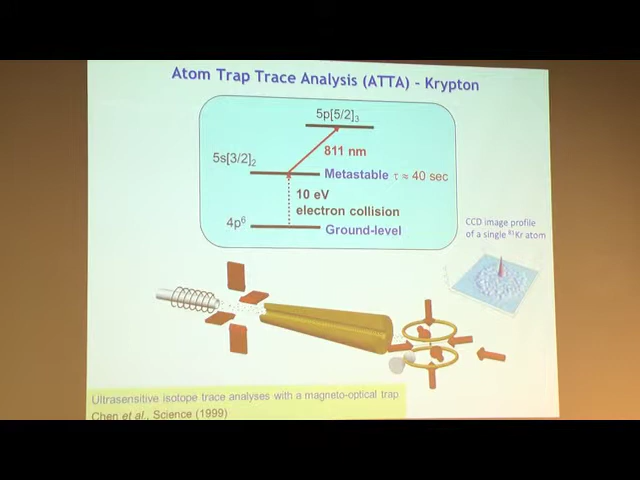 Atom Trap Trace Analysis (ATTA) – Krypton
5p[5/2]₃
811 nm
5s[3/2]₂
Metastable τ ≈ 40 sec
10 eV
electron collision
4p⁶
Ground-level
CCD image profile
of a single ⁸¹Kr atom
Ultrasensitive isotope trace analyses with a magneto-optical trap
Chen et al., Science (1999)